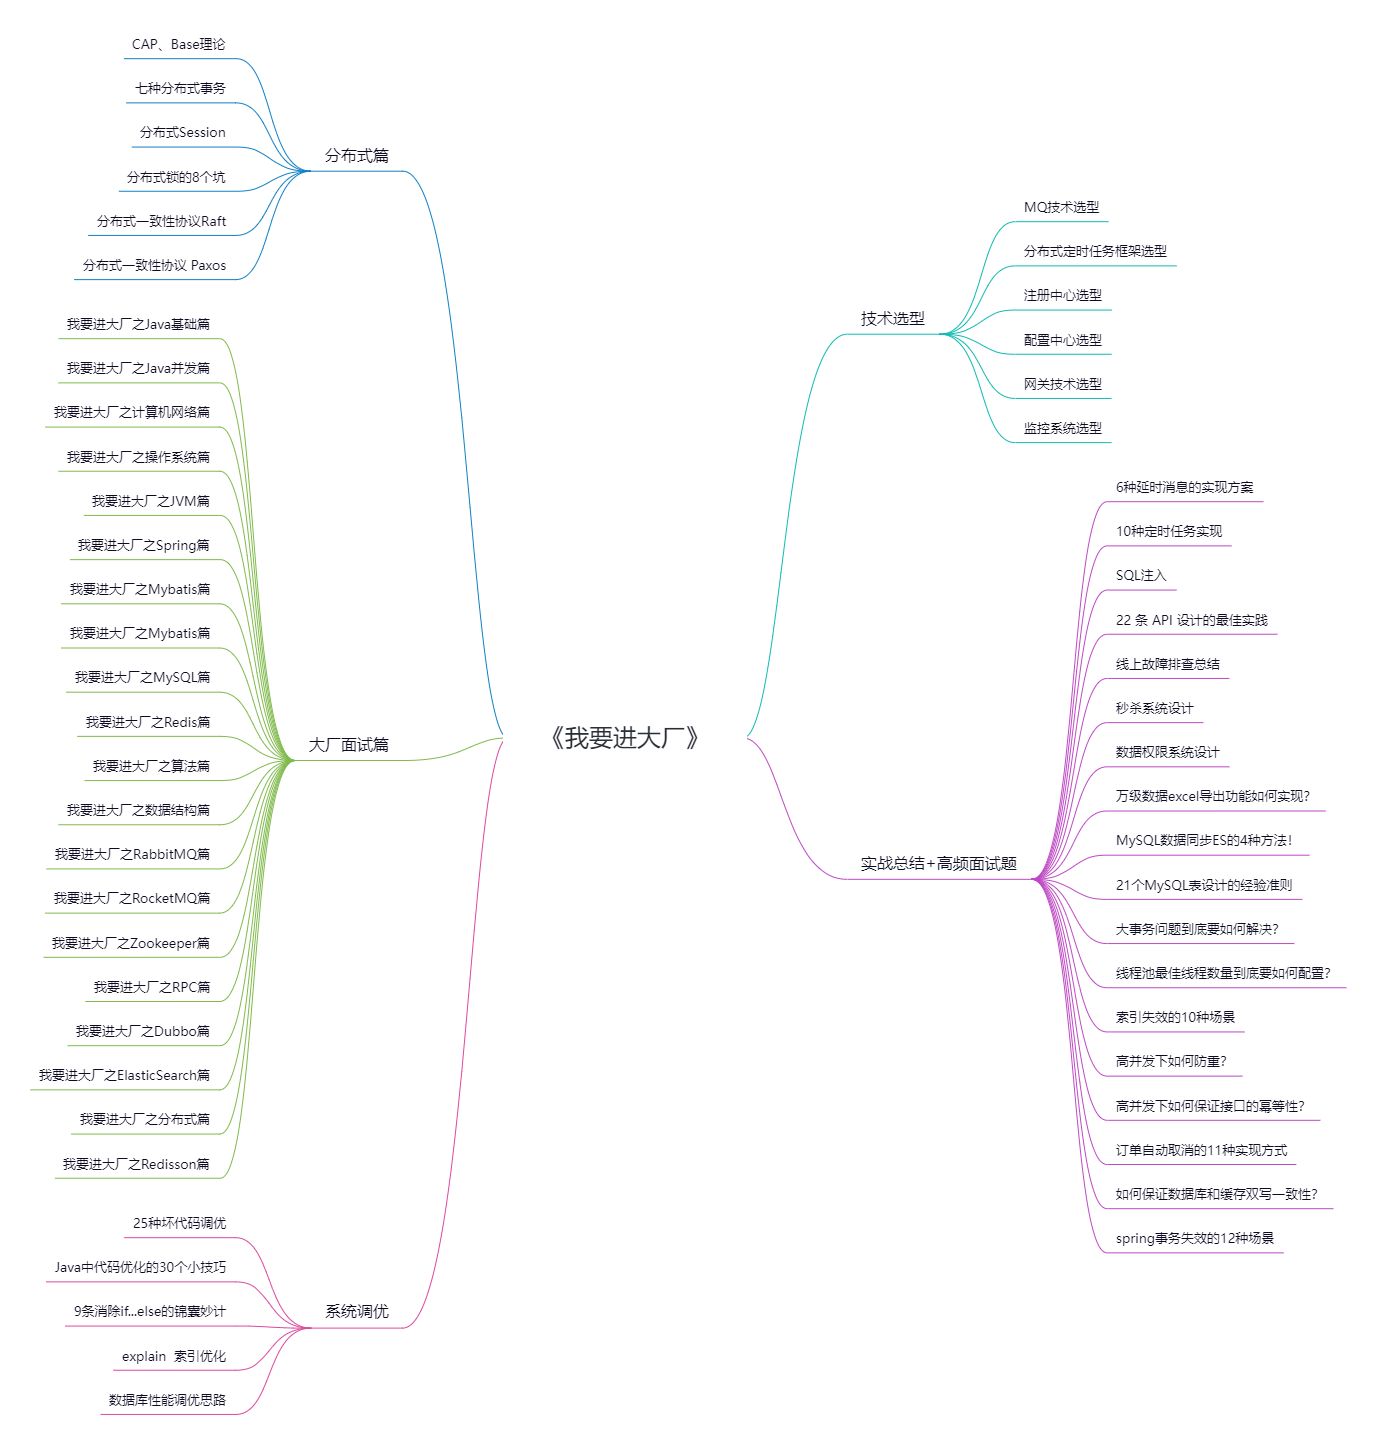 《我要进大厂》
分布式篇
CAP、Base理论
七种分布式事务
分布式Session
分布式锁的8个坑
分布式一致性协议Raft
分布式一致性协议 Paxos
大厂面试篇
我要进大厂之Java基础篇
我要进大厂之Java并发篇
我要进大厂之计算机网络篇
我要进大厂之操作系统篇
我要进大厂之JVM篇
我要进大厂之Spring篇
我要进大厂之Mybatis篇
我要进大厂之Mybatis篇
我要进大厂之MySQL篇
我要进大厂之Redis篇
我要进大厂之算法篇
我要进大厂之数据结构篇
我要进大厂之RabbitMQ篇
我要进大厂之RocketMQ篇
我要进大厂之Zookeeper篇
我要进大厂之RPC篇
我要进大厂之Dubbo篇
我要进大厂之ElasticSearch篇
我要进大厂之分布式篇
我要进大厂之Redisson篇
系统调优
25种坏代码调优
Java中代码优化的30个小技巧
9条消除if...else的锦囊妙计
explain  索引优化
数据库性能调优思路
技术选型
MQ技术选型
分布式定时任务框架选型
注册中心选型
配置中心选型
网关技术选型
监控系统选型
实战总结+高频面试题
6种延时消息的实现方案
10种定时任务实现
SQL注入
22 条 API 设计的最佳实践
线上故障排查总结
秒杀系统设计
数据权限系统设计
万级数据excel导出功能如何实现？
MySQL数据同步ES的4种方法！
21个MySQL表设计的经验准则
大事务问题到底要如何解决？
线程池最佳线程数量到底要如何配置？
索引失效的10种场景
高并发下如何防重？
高并发下如何保证接口的幂等性？
订单自动取消的11种实现方式
如何保证数据库和缓存双写一致性？
spring事务失效的12种场景